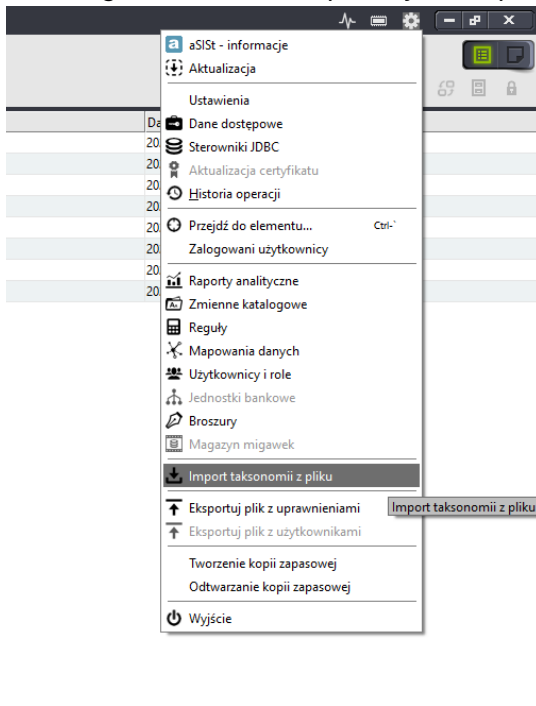 a aSISt - informacje
Aktualizacja
Ustawienia
Da
Dane dostępowe
20
Sterowniki JDBC
20
Aktualizacja certyfikatu
20
Historia operacji
20
20
Przejdź do elementu... Ctrl-`
20
Zalogowani użytkownicy
20
Raporty analityczne
20
Zmienne katalogowe
Reguły
Mapowania danych
Użytkownicy i role
Jednostki bankowe
Broszury
Magazyn migawek
Import taksonomii z pliku
Eksportuj plik z uprawnieniami
Import taksonomii z pliku
Eksportuj plik z użytkownikami
Tworzenie kopii zapasowej
Odtwarzanie kopii zapasowej
Wyjście